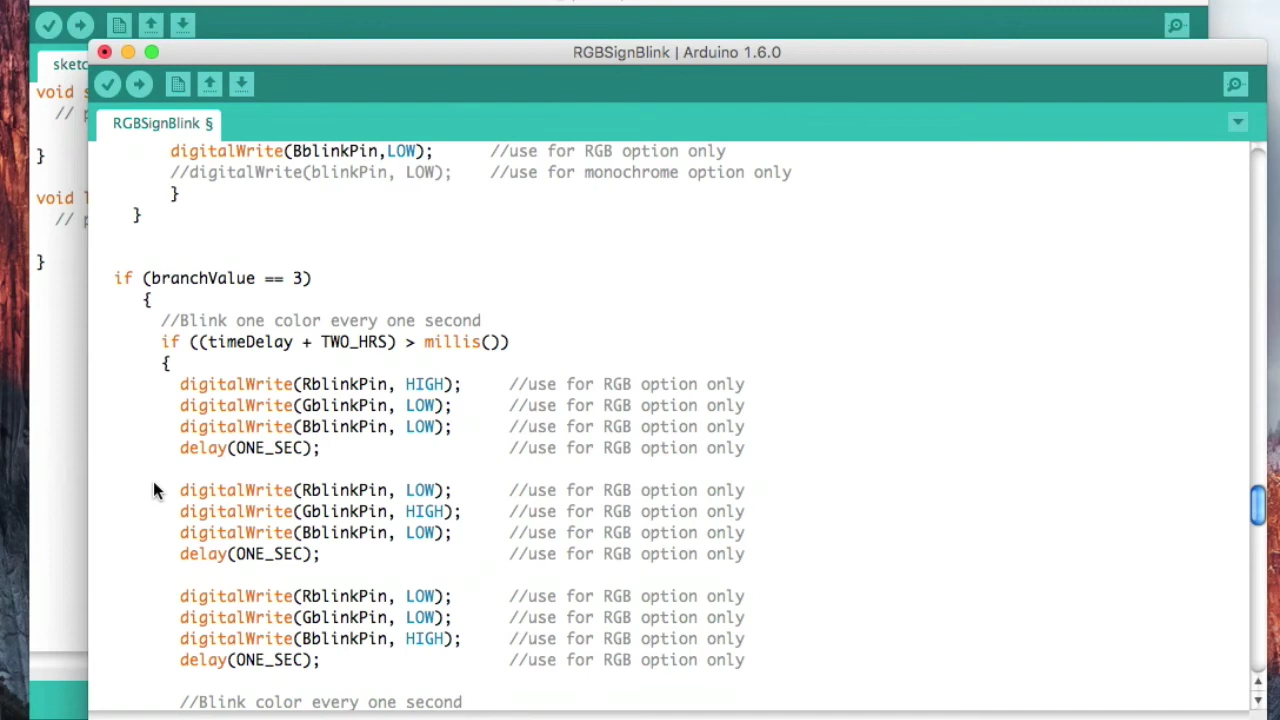 RGBSignBlink | Arduino 1.6.0
sketc
RGBSignBlink §
void s
// p
}
void l
// p
}
digitalWrite(BblinkPin,LOW); //use for RGB option only
//digitalWrite(blinkPin, LOW); //use for monochrome option only
}
}
if (branchValue == 3)
{
//Blink one color every one second
if ((timeDelay + TWO_HRS) > millis())
{
digitalWrite(RblinkPin, HIGH); //use for RGB option only
digitalWrite(GblinkPin, LOW); //use for RGB option only
digitalWrite(BblinkPin, LOW); //use for RGB option only
delay(ONE_SEC); //use for RGB option only
digitalWrite(RblinkPin, LOW); //use for RGB option only
digitalWrite(GblinkPin, HIGH); //use for RGB option only
digitalWrite(BblinkPin, LOW); //use for RGB option only
delay(ONE_SEC); //use for RGB option only
digitalWrite(RblinkPin, LOW); //use for RGB option only
digitalWrite(GblinkPin, LOW); //use for RGB option only
digitalWrite(BblinkPin, HIGH); //use for RGB option only
delay(ONE_SEC); //use for RGB option only
//Blink color every one second